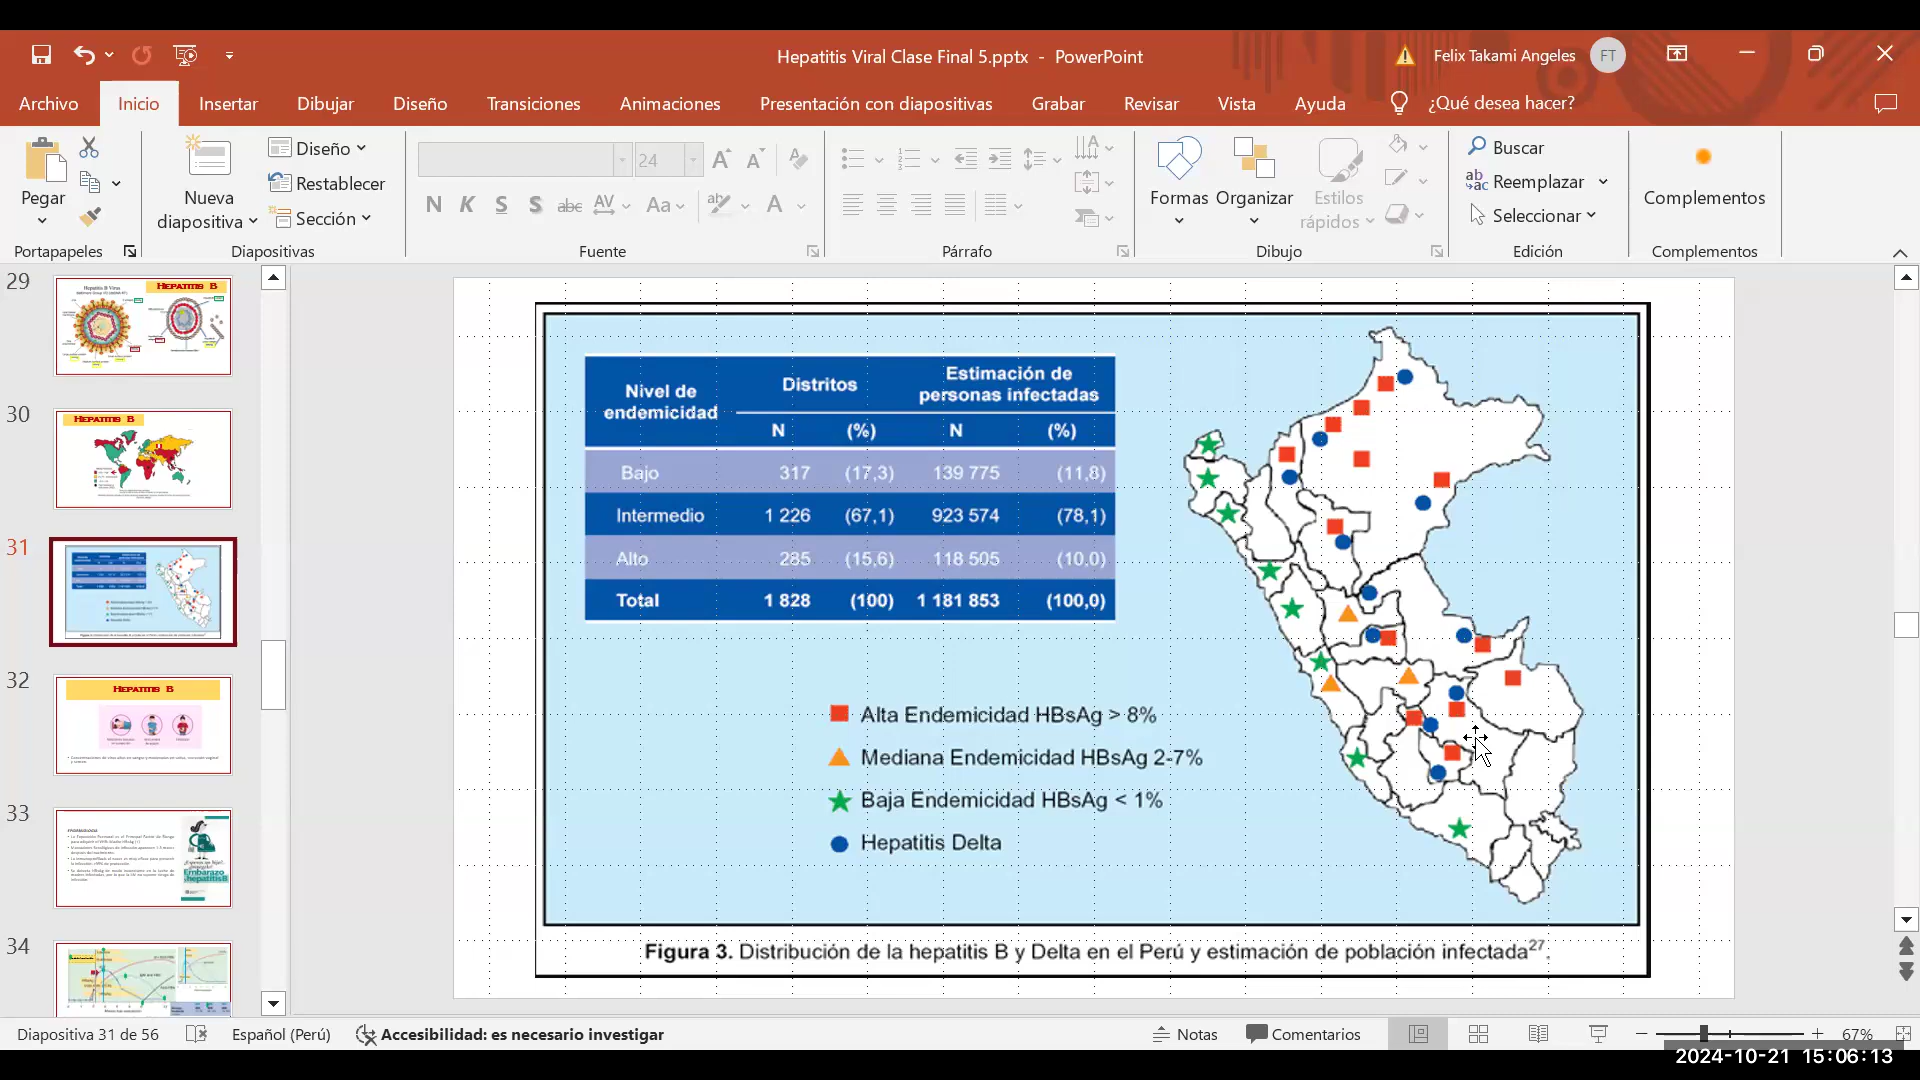 Hepatitis Viral Clase Final 5.pptx - PowerPoint
Felix Takami Angeles
FT
Archivo Inicio Insertar Dibujar Diseño Transiciones Animaciones Presentación con diapositivas Grabar Revisar Vista Ayuda ¿Qué desea hacer?
Pegar
Portapapeles
Nueva diapositiva
Diseño
Restablecer
Sección
Diapositivas
24
N K S S abc AV Aa A
Fuente
Párrafo
Formas
Organizar
Estilos rápidos
Dibujo
Buscar
Reemplazar
Seleccionar
Edición
Complementos
Complementos
29
Hepatitis B
30
Hepatitis B
31
32
Hepatitis B
33
34
Nivel de endemicidad
Distritos
Estimación de personas infectadas
N (%) N (%)
Bajo 317 (17,3) 139 775 (11,8)
Intermedio 1 226 (67,1) 923 574 (78,1)
Alto 285 (15,6) 118 505 (10,0)
Total 1 828 (100) 1 181 853 (100,0)
Alta Endemicidad HBsAg > 8%
Mediana Endemicidad HBsAg 2-7%
Baja Endemicidad HBsAg < 1%
Hepatitis Delta
Figura 3. Distribución de la hepatitis B y Delta en el Perú y estimación de población infectada27.
Diapositiva 31 de 56
Español (Perú)
Accesibilidad: es necesario investigar
Notas
Comentarios
67%
2024-10-21 15:06:13